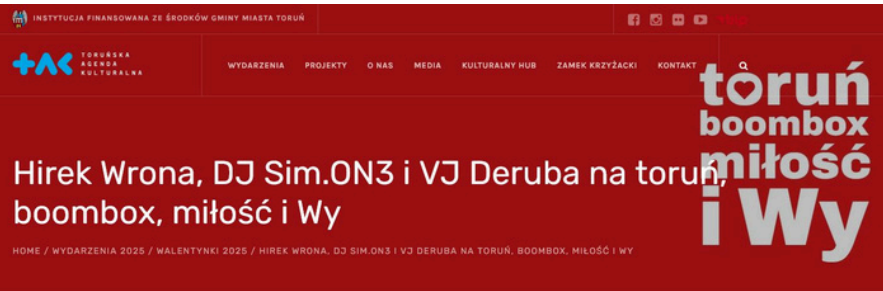 INSTYTUCJA FINANSOWANA ZE ŚRODKÓW GMINY MIASTA TORUŃ
bip
TORUŃSKA
AGENDA
KULTURALNA
WYDARZENIA PROJEKTY O NAS MEDIA KULTURALNY HUB ZAMEK KRZYŻACKI KONTAKT
toruń
boombox
miłość
i Wy
Hirek Wrona, DJ Sim.ON3 i VJ Deruba na toruń,
boombox, miłość i Wy
HOME / WYDARZENIA 2025 / WALENTYNKI 2025 / HIREK WRONA, DJ SIM.ON3 I VJ DERUBA NA TORUŃ, BOOMBOX, MIŁOŚĆ I WY